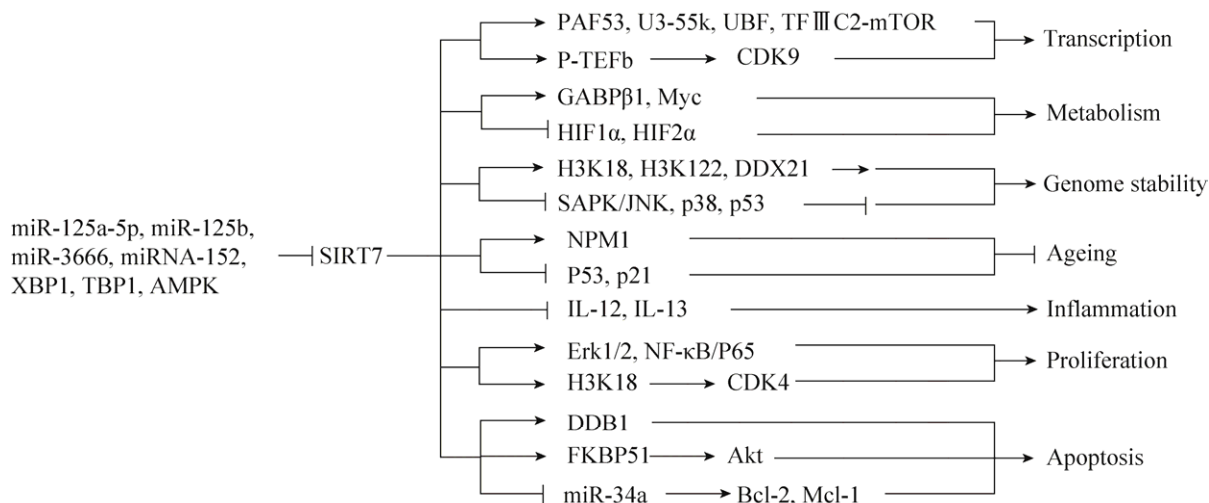 PAF53, U3-55k, UBF, TFⅢC2-mTOR
Transcription
P-TEFb
CDK9
GABPβ1, Myc
Metabolism
HIF1α, HIF2α
H3K18, H3K122, DDX21
Genome stability
SAPK/JNK, p38, p53
miR-125a-5p, miR-125b,
miR-3666, miRNA-152,
XBP1, TBP1, AMPK
SIRT7
NPM1
Ageing
P53, p21
IL-12, IL-13
Inflammation
Erk1/2, NF-κB/P65
Proliferation
H3K18
CDK4
DDB1
FKBP51
Akt
Apoptosis
miR-34a
Bcl-2, Mcl-1